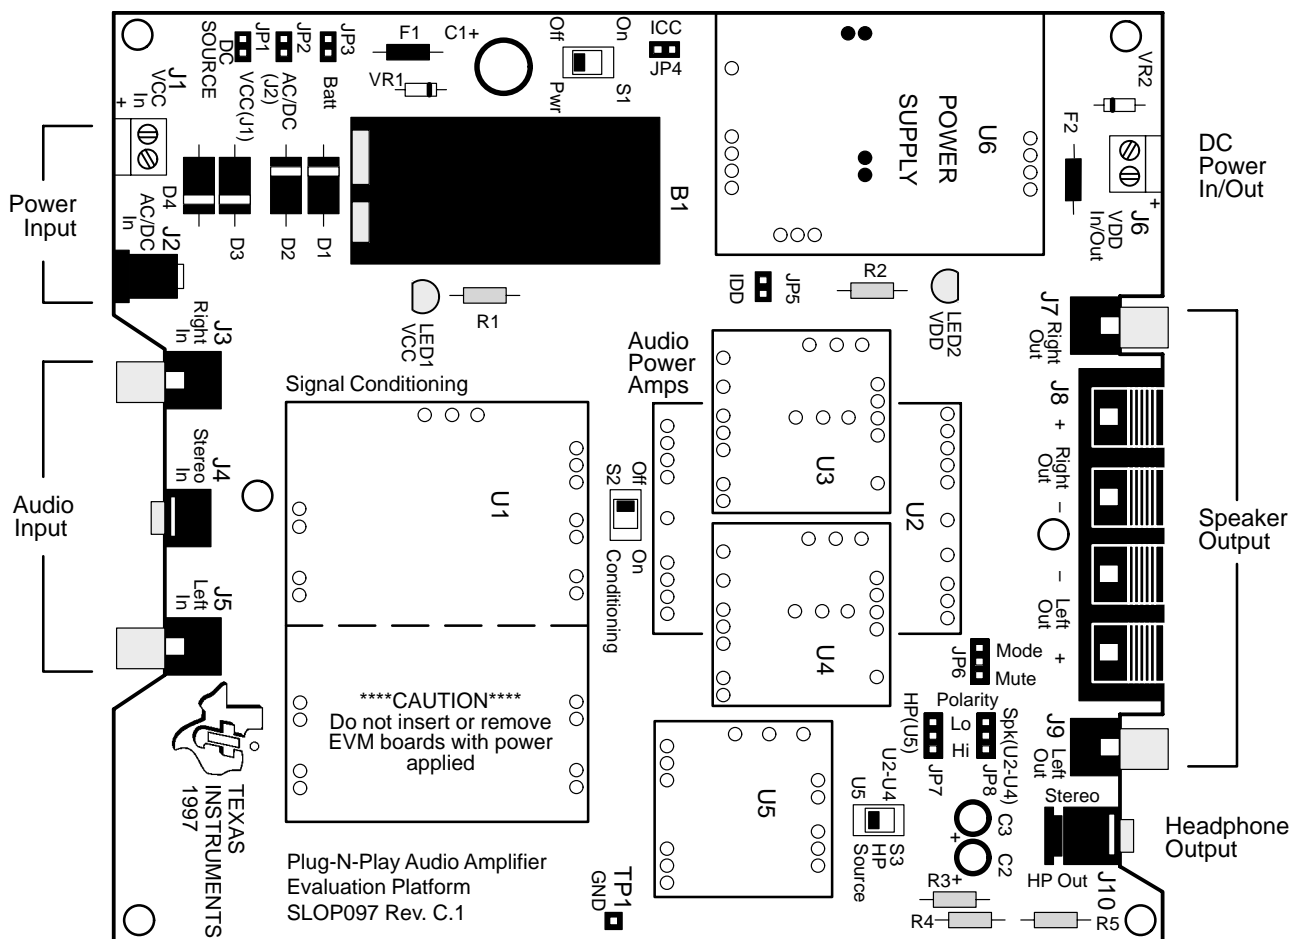 J1
VCC
In
+
DC
SOURCE
JP1
VCC(J1)
JP2
AC/DC
(J2)
JP3
Batt
F1
C1+
VR1
Off
On
Pwr
S1
ICC
JP4
U6
POWER
SUPPLY
VR2
F2
DC
Power
In/Out
J6
VDD
In/Out
+
Power
Input
D4
D3
D2
D1
B1
AC/DC
In
J2
LED1
VCC
R1
IDD
JP5
R2
LED2
VDD
J3
Right
In
J7
Right
Out
Signal Conditioning
Audio
Power
Amps
J8
+
Right
Out
–
–
Left
Out
+
Stereo
In
J4
Audio
Input
U1
S2
Off
On
Conditioning
U3
U2
U4
Speaker
Output
J5
Left
In
JP6
Mode
Mute
Polarity
HP(U5)
Lo
Hi
JP7
Spk(U2-U4)
JP8
J9
Left
Out
****CAUTION****
Do not insert or remove
EVM boards with power
applied
TEXAS
INSTRUMENTS
1997
U5
U5
U2-U4
S3
HP
Source
C3
+
C2
Stereo
HP Out
J10
Headphone
Output
Plug-N-Play Audio Amplifier
Evaluation Platform
SLOP097 Rev. C.1
TP1
GND
R3+
R4
R5